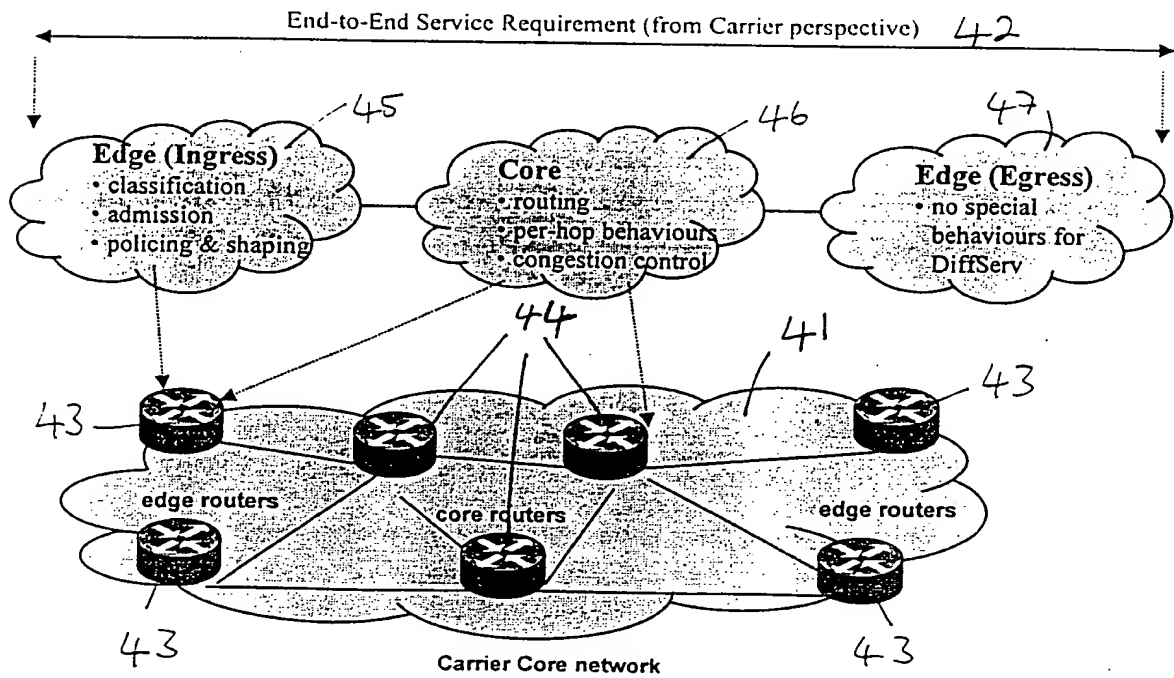 End-to-End Service Requirement (from Carrier perspective) 42
45
46
47
Edge (Ingress)
• classification
• admission
• policing & shaping
Core
• routing
• per-hop behaviours
• congestion control
Edge (Egress)
• no special
behaviours for
DiffServ
44
41
43
43
edge routers
core routers
edge routers
43
43
Carrier Core network